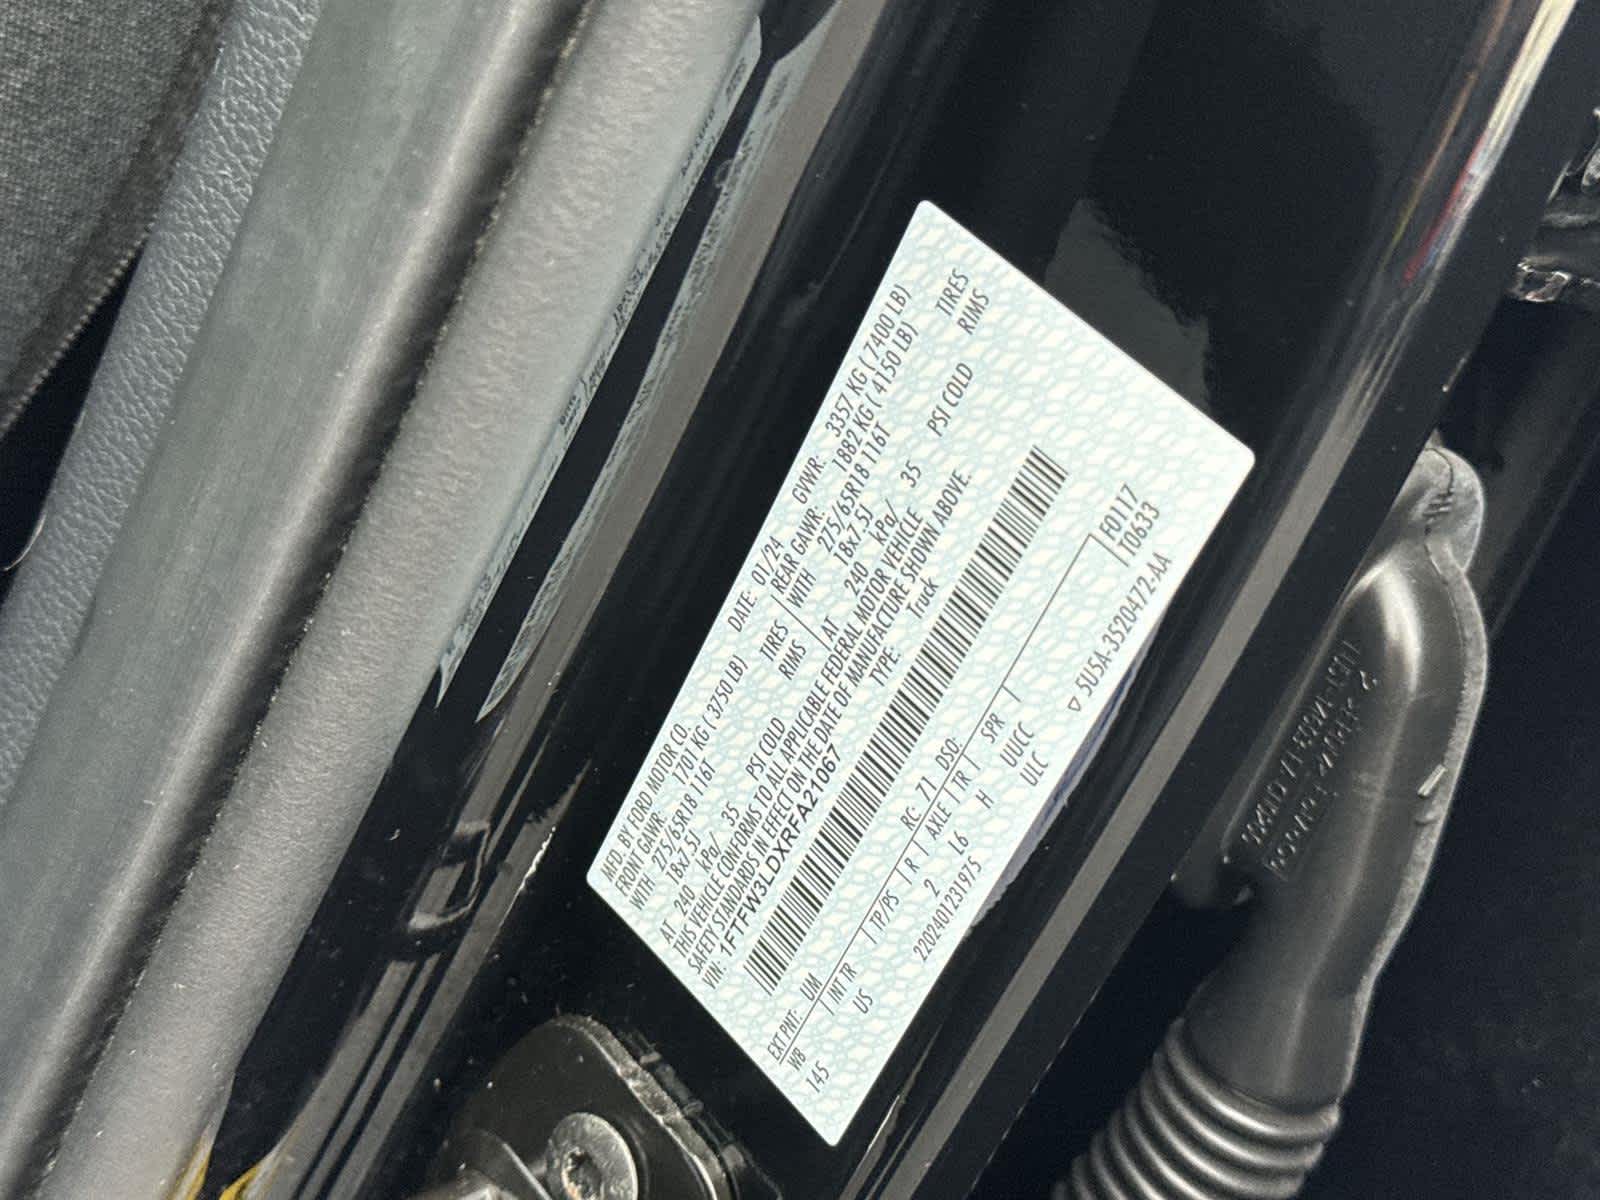 MFD. BY FORD MOTOR CO.
DATE: 01/24 GVWR: 3357 KG ( 7400 LB)
FRONT GAWR: 1701 KG ( 3750 LB)
REAR GAWR: 1882 KG ( 4150 LB)
WITH 275/65R18 116T TIRES
WITH 275/65R18 116T TIRES
18x7.5J RIMS
18x7.5J RIMS
AT 240 kPa/ 35 PSI COLD
AT 240 kPa/ 35 PSI COLD
THIS VEHICLE CONFORMS TO ALL APPLICABLE FEDERAL MOTOR VEHICLE
SAFETY STANDARDS IN EFFECT ON THE DATE OF MANUFACTURE SHOWN ABOVE.
VIN: 1FTFW3LDXRFA21067 TYPE: Truck
EXT PNT: UM RC: 71 DSO: F0117
WB INT TR TP/PS R AXLE TR SPR T0633
145 US 2 L6 H UUCC
ULC
2202401231975 ▽ 5U5A-3520472-AA